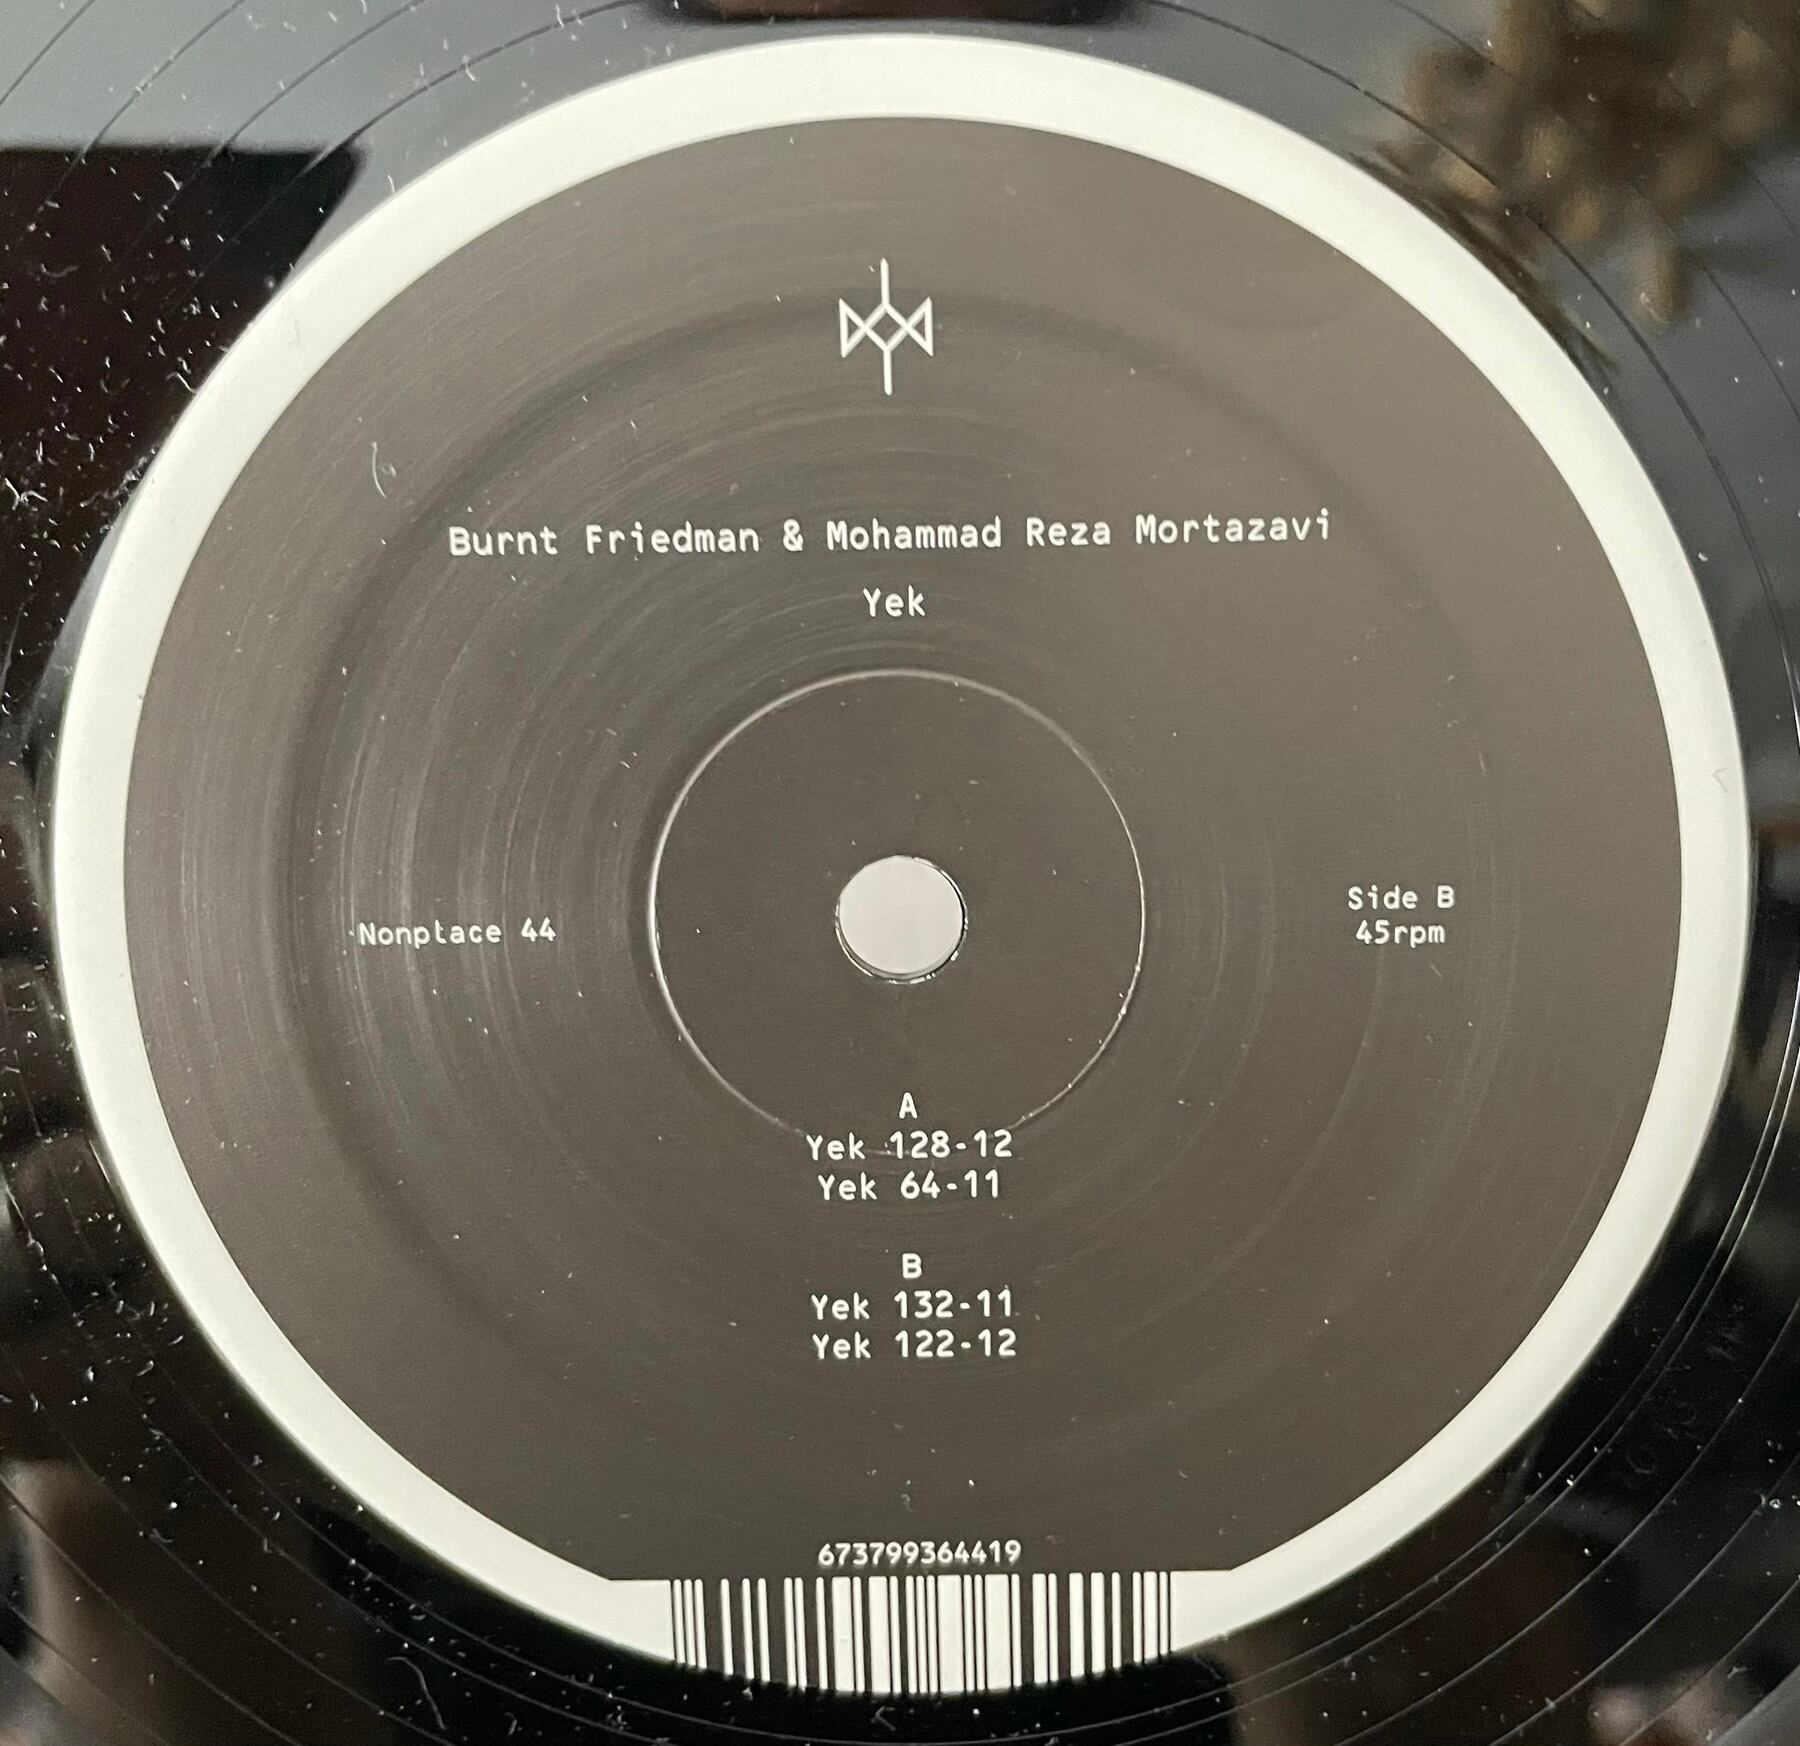 Burnt Friedman & Mohammad Reza Mortazavi
Yek
Nonplace 44
Side B
45rpm
A
Yek 128-12
Yek 64-11
B
Yek 132-11
Yek 122-12
673799364419